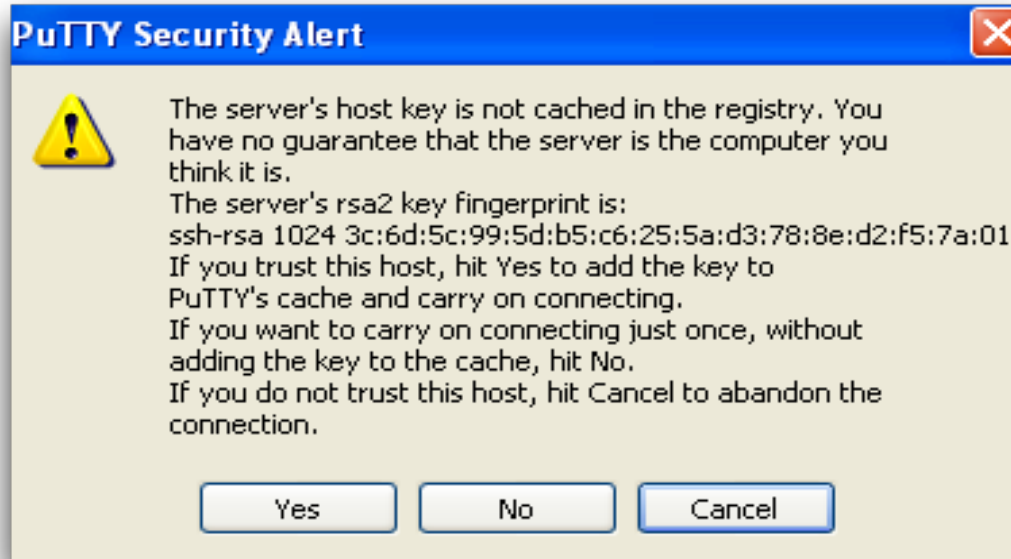 PuTTY Security Alert
The server's host key is not cached in the registry. You
have no guarantee that the server is the computer you
think it is.
The server's rsa2 key fingerprint is:
ssh-rsa 1024 3c:6d:5c:99:5d:b5:c6:25:5a:d3:78:8e:d2:f5:7a:01
If you trust this host, hit Yes to add the key to
PuTTY's cache and carry on connecting.
If you want to carry on connecting just once, without
adding the key to the cache, hit No.
If you do not trust this host, hit Cancel to abandon the
connection.
Yes No Cancel